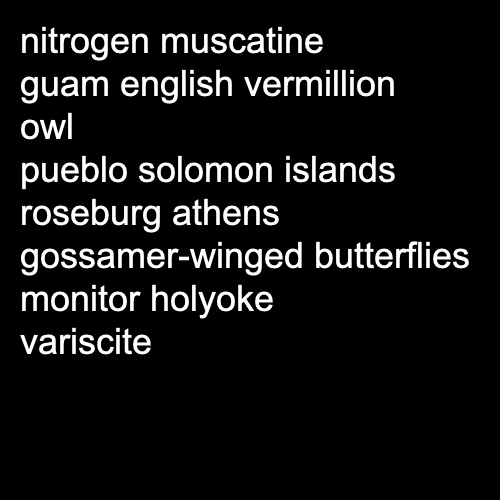 nitrogen muscatine
guam english vermillion
owl
pueblo solomon islands
roseburg athens
gossamer-winged butterflies
monitor holyoke
variscite